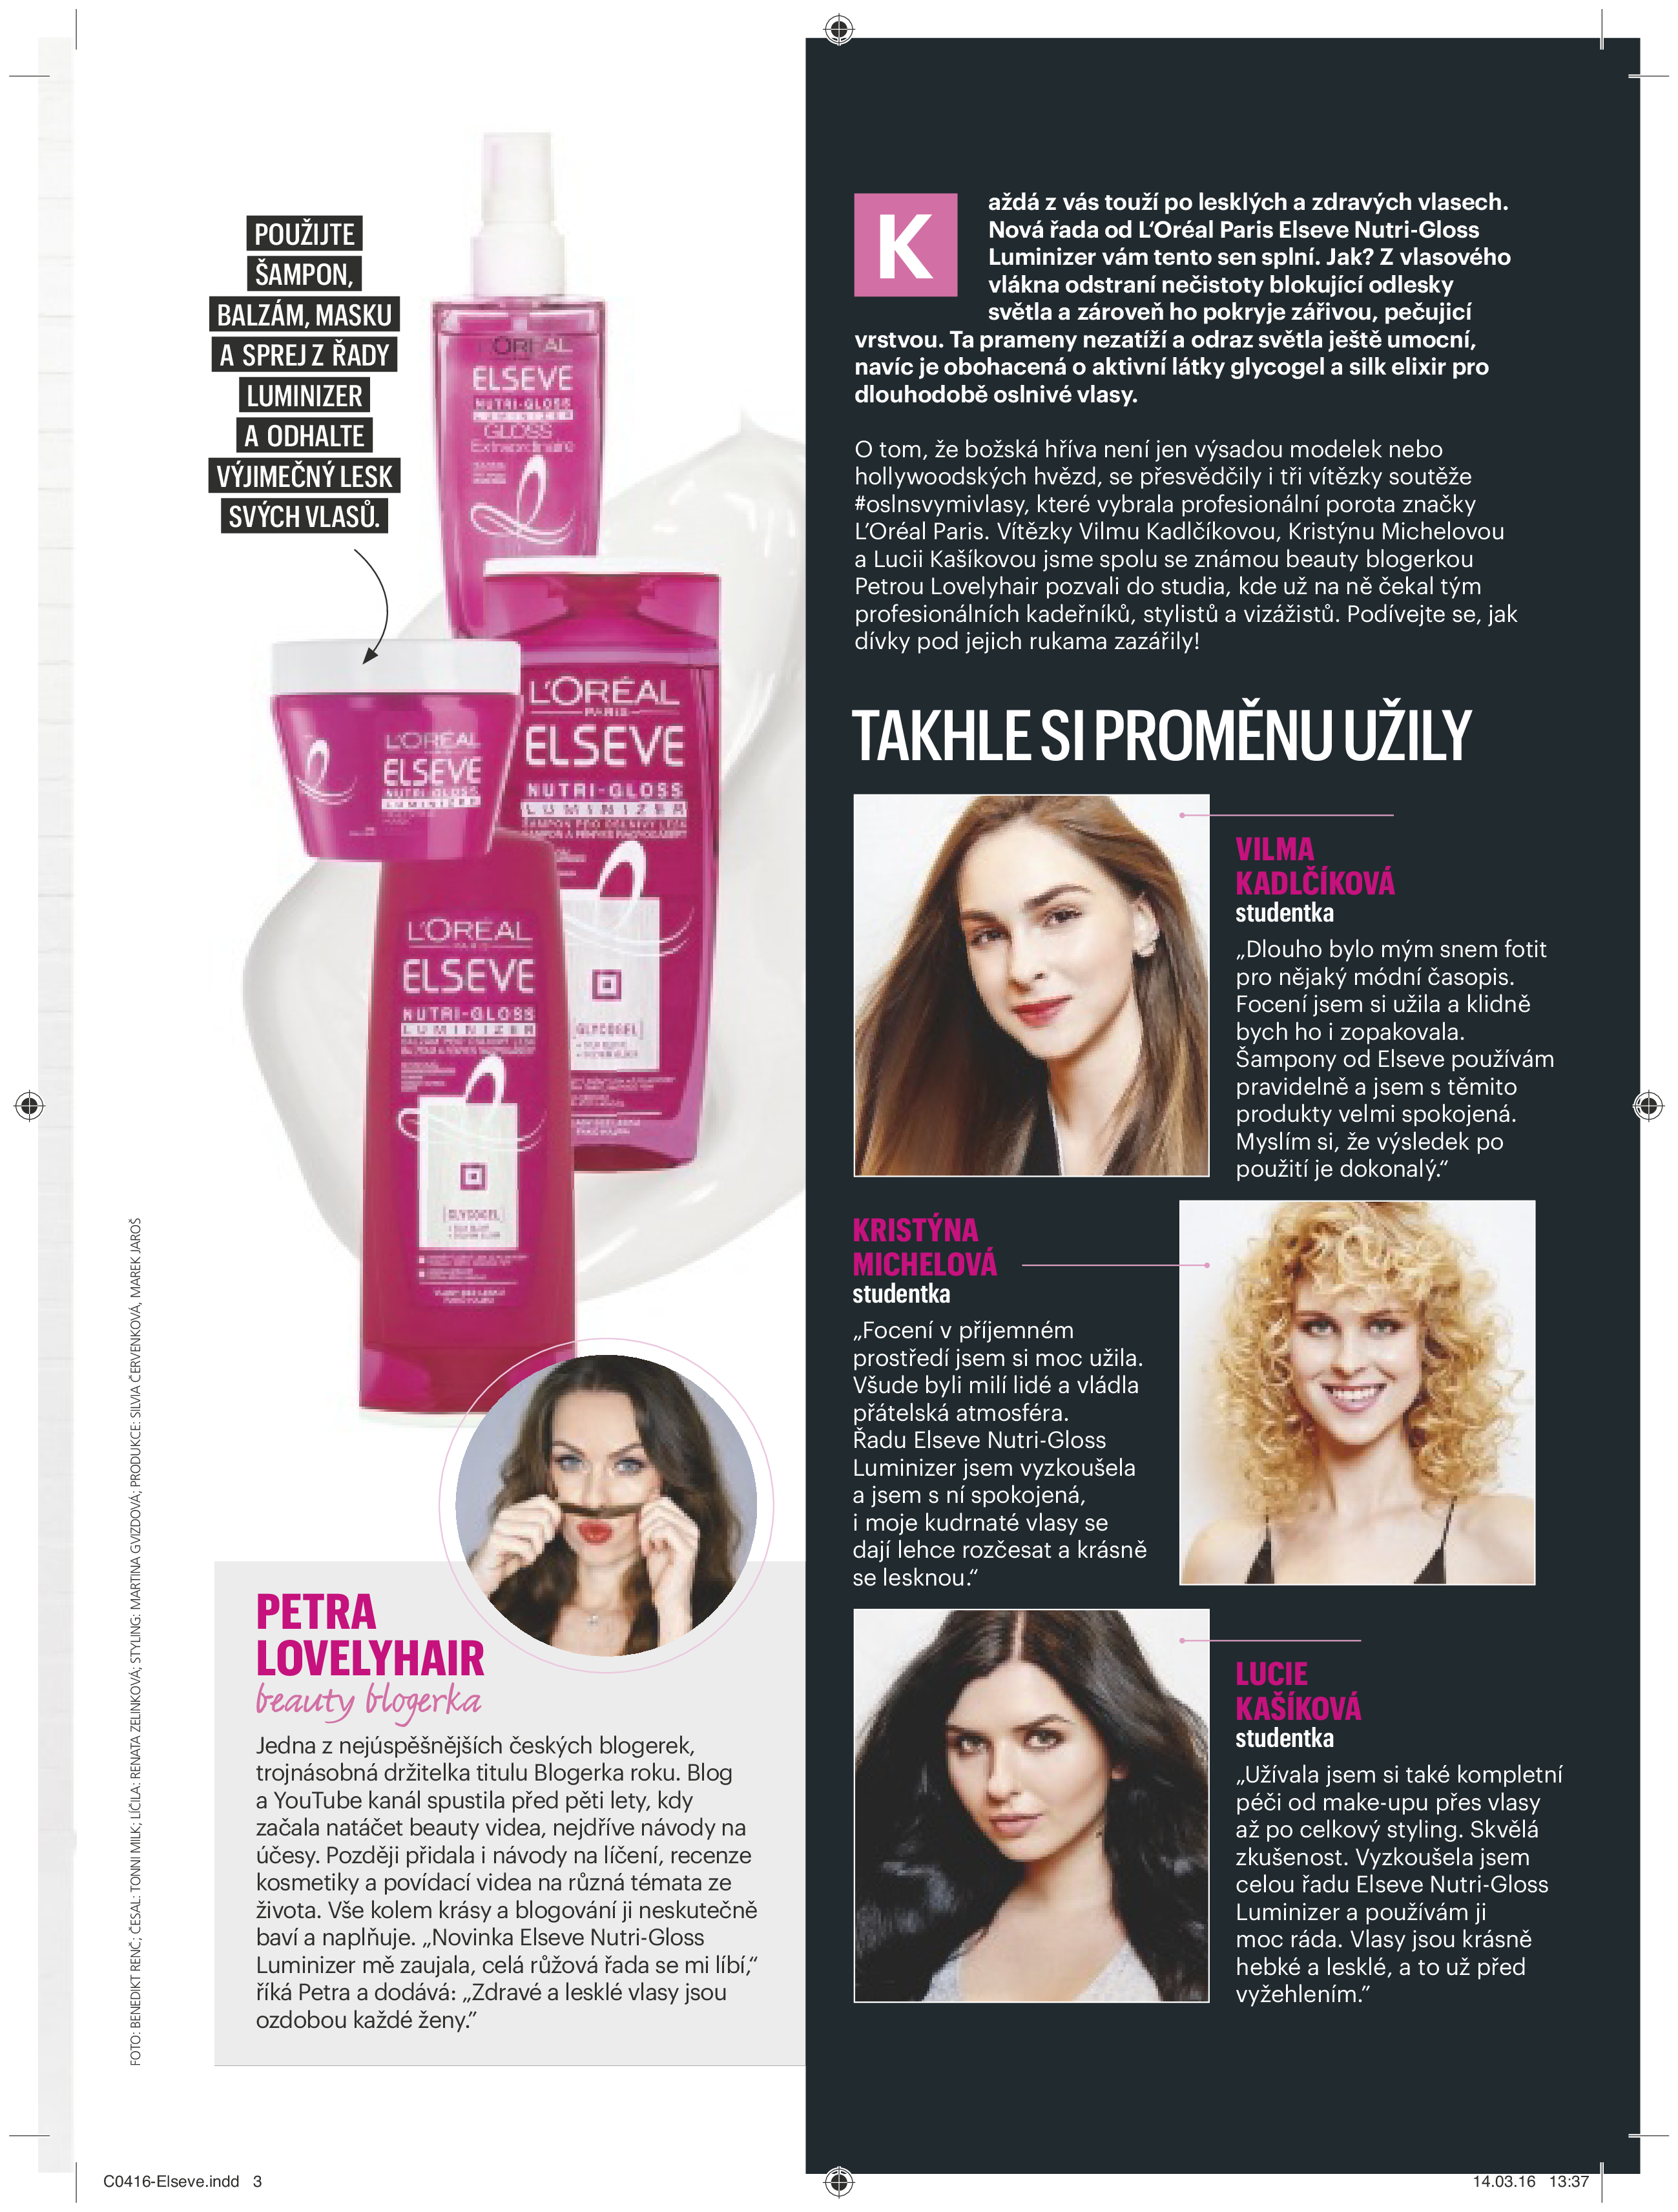 POUŽIJTE
ŠAMPON,
BALZÁM, MASKU
A SPREJ Z ŘADY
LUMINIZER
A ODHALTE
VÝJIMEČNÝ LESK
SVÝCH VLASŮ.
L'ORÉAL
ELSEVE
NUTRI-GLOSS
LUMINIZER
GLOSS
Extraordinaire
L'ORÉAL
PARIS
ELSEVE
NUTRI-GLOSS
LUMINIZER
GLYCOGEL
L'ORÉAL
ELSEVE
NUTRI-GLOSS
LUMINIZER
L'ORÉAL
PARIS
ELSEVE
NUTRI-GLOSS
LUMINIZER
GLYCOGEL
PETRA
LOVELYHAIR
beauty blogerka
Jedna z nejúspěšnějších českých blogerek,
trojnásobná držitelka titulu Blogerka roku. Blog
a YouTube kanál spustila před pěti lety, kdy
začala natáčet beauty videa, nejdříve návody na
účesy. Později přidala i návody na líčení, recenze
kosmetiky a povídací videa na různá témata ze
života. Vše kolem krásy a blogování ji neskutečně
baví a naplňuje. „Novinka Elseve Nutri-Gloss
Luminizer mě zaujala, celá růžová řada se mi líbí,“
říká Petra a dodává: „Zdravé a lesklé vlasy jsou
ozdobou každé ženy.”
FOTO: BENEDIKT RENČ; ČESAL: TONNI MILK; LÍČILA: RENATA ZELINKOVÁ; STYLING: MARTINA GVIZDOVÁ; PRODUKCE: SILVIA ČERVENKOVÁ, MAREK JAROŠ
Každá z vás touží po lesklých a zdravých vlasech.
Nová řada od L‘Oréal Paris Elseve Nutri-Gloss
Luminizer vám tento sen splní. Jak? Z vlasového
vlákna odstraní nečistoty blokující odlesky
světla a zároveň ho pokryje zářivou, pečujicí
vrstvou. Ta prameny nezatíží a odraz světla ještě umocní,
navíc je obohacená o aktivní látky glycogel a silk elixir pro
dlouhodobě oslnivé vlasy.
O tom, že božská hříva není jen výsadou modelek nebo
hollywoodských hvězd, se přesvědčily i tři vítězky soutěže
#oslnsvymivlasy, které vybrala profesionální porota značky
L‘Oréal Paris. Vítězky Vilmu Kadlčíkovou, Kristýnu Michelovou
a Lucii Kašíkovou jsme spolu se známou beauty blogerkou
Petrou Lovelyhair pozvali do studia, kde už na ně čekal tým
profesionálních kadeřníků, stylistů a vizážistů. Podívejte se, jak
dívky pod jejich rukama zazářily!
TAKHLE SI PROMĚNU UŽILY
VILMA
KADLČÍKOVÁ
studentka
„Dlouho bylo mým snem fotit
pro nějaký módní časopis.
Focení jsem si užila a klidně
bych ho i zopakovala.
Šampony od Elseve používám
pravidelně a jsem s těmito
produkty velmi spokojená.
Myslím si, že výsledek po
použití je dokonalý.“
KRISTÝNA
MICHELOVÁ
studentka
„Focení v příjemném
prostředí jsem si moc užila.
Všude byli milí lidé a vládla
přátelská atmosféra.
Řadu Elseve Nutri-Gloss
Luminizer jsem vyzkoušela
a jsem s ní spokojená,
i moje kudrnaté vlasy se
dají lehce rozčesat a krásně
se lesknou.“
LUCIE
KAŠÍKOVÁ
studentka
„Užívala jsem si také kompletní
péči od make-upu přes vlasy
až po celkový styling. Skvělá
zkušenost. Vyzkoušela jsem
celou řadu Elseve Nutri-Gloss
Luminizer a používám ji
moc ráda. Vlasy jsou krásně
hebké a lesklé, a to už před
vyžehlením.”
C0416-Elseve.indd 3
14.03.16 13:37